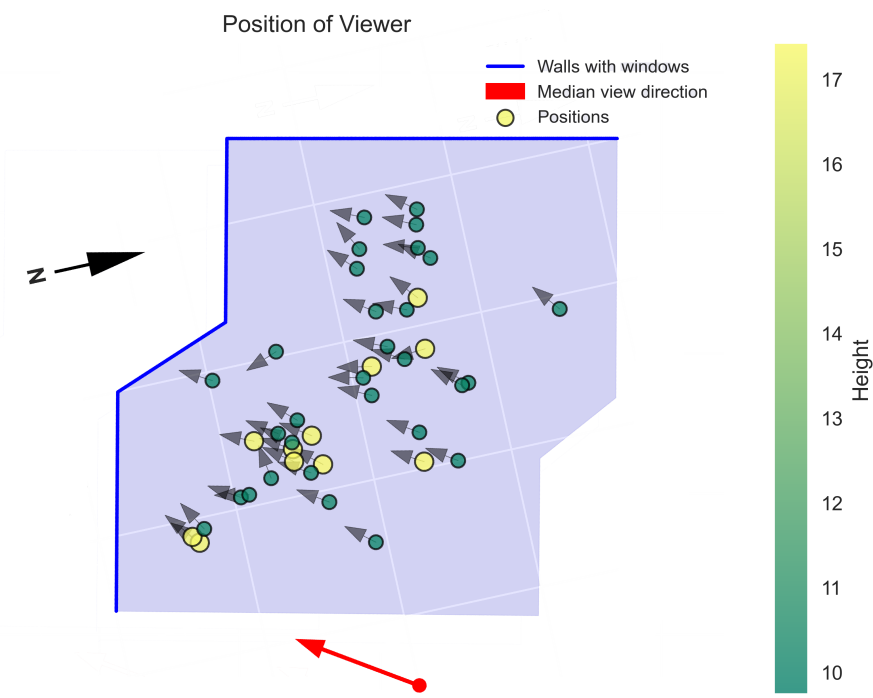 Position of Viewer
Walls with windows
Median view direction
Positions
N
17
16
15
14
13
12
11
10
Height